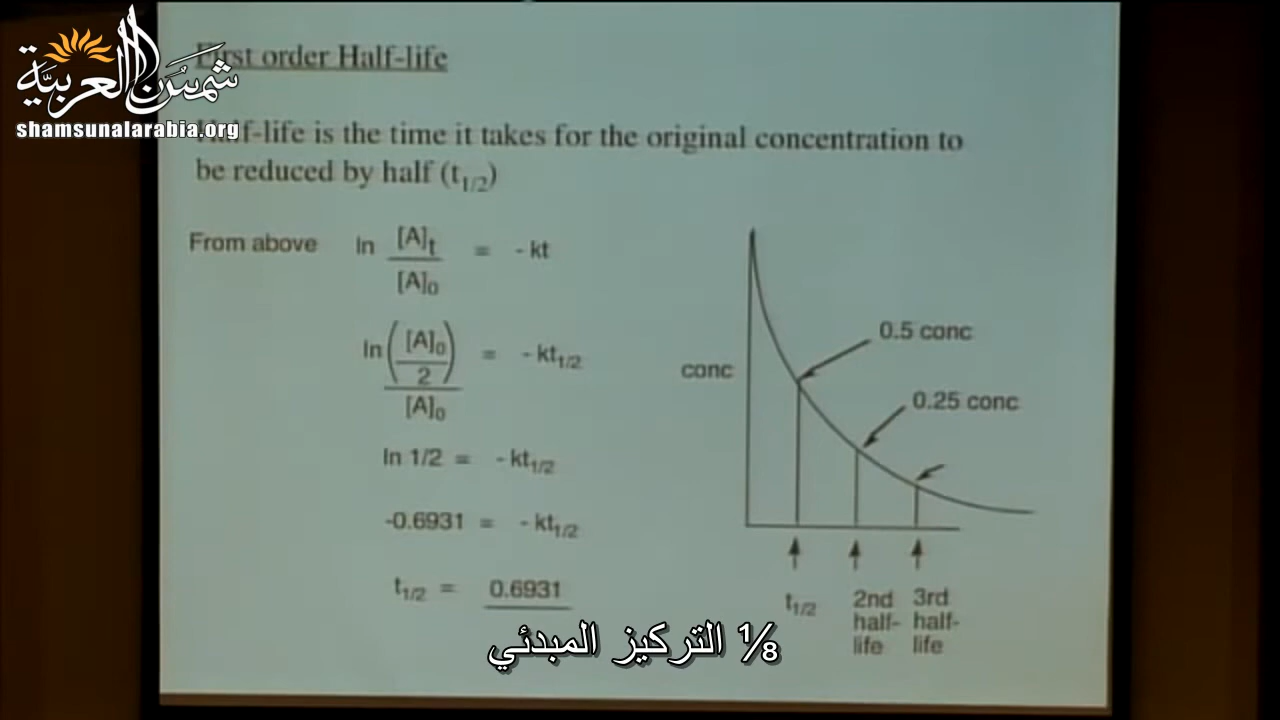 شمس العربية
shamsunalarabia.org
First order Half-life
Half-life is the time it takes for the original concentration to
be reduced by half (t1/2)
From above ln [A]t / [A]0 = - kt
ln ([A]0 / 2) / [A]0 = - kt1/2
ln 1/2 = - kt1/2
-0.6931 = - kt1/2
t1/2 = 0.6931
conc
0.5 conc
0.25 conc
t1/2
2nd half-life
3rd half-life
⅛ التركيز المبدئي